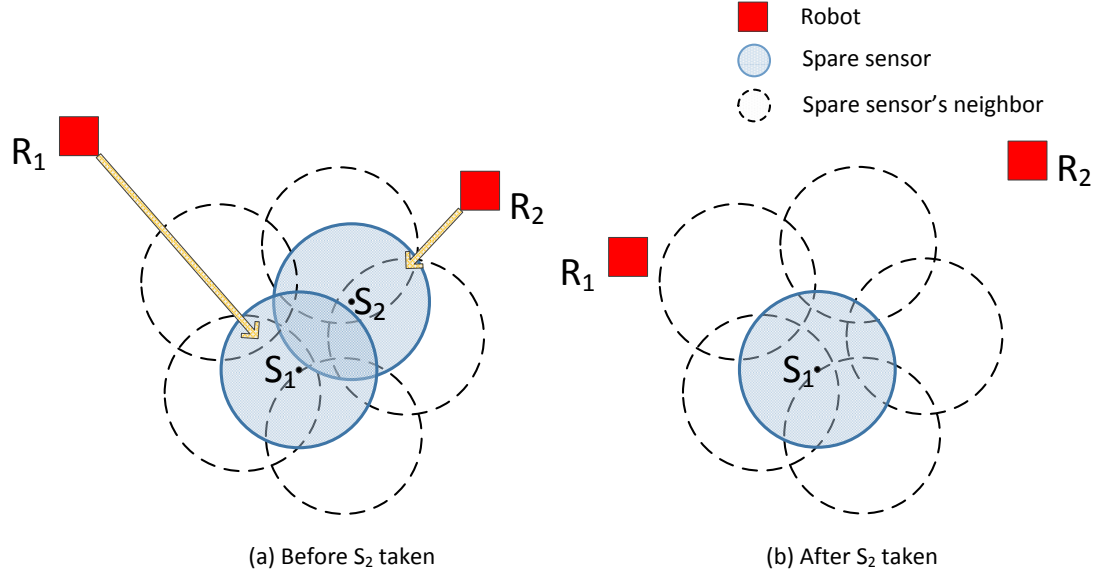 Robot
Spare sensor
Spare sensor's neighbor
R₁
R₂
S₂
S₁
R₂
R₁
S₁
(a) Before S₂ taken
(b) After S₂ taken